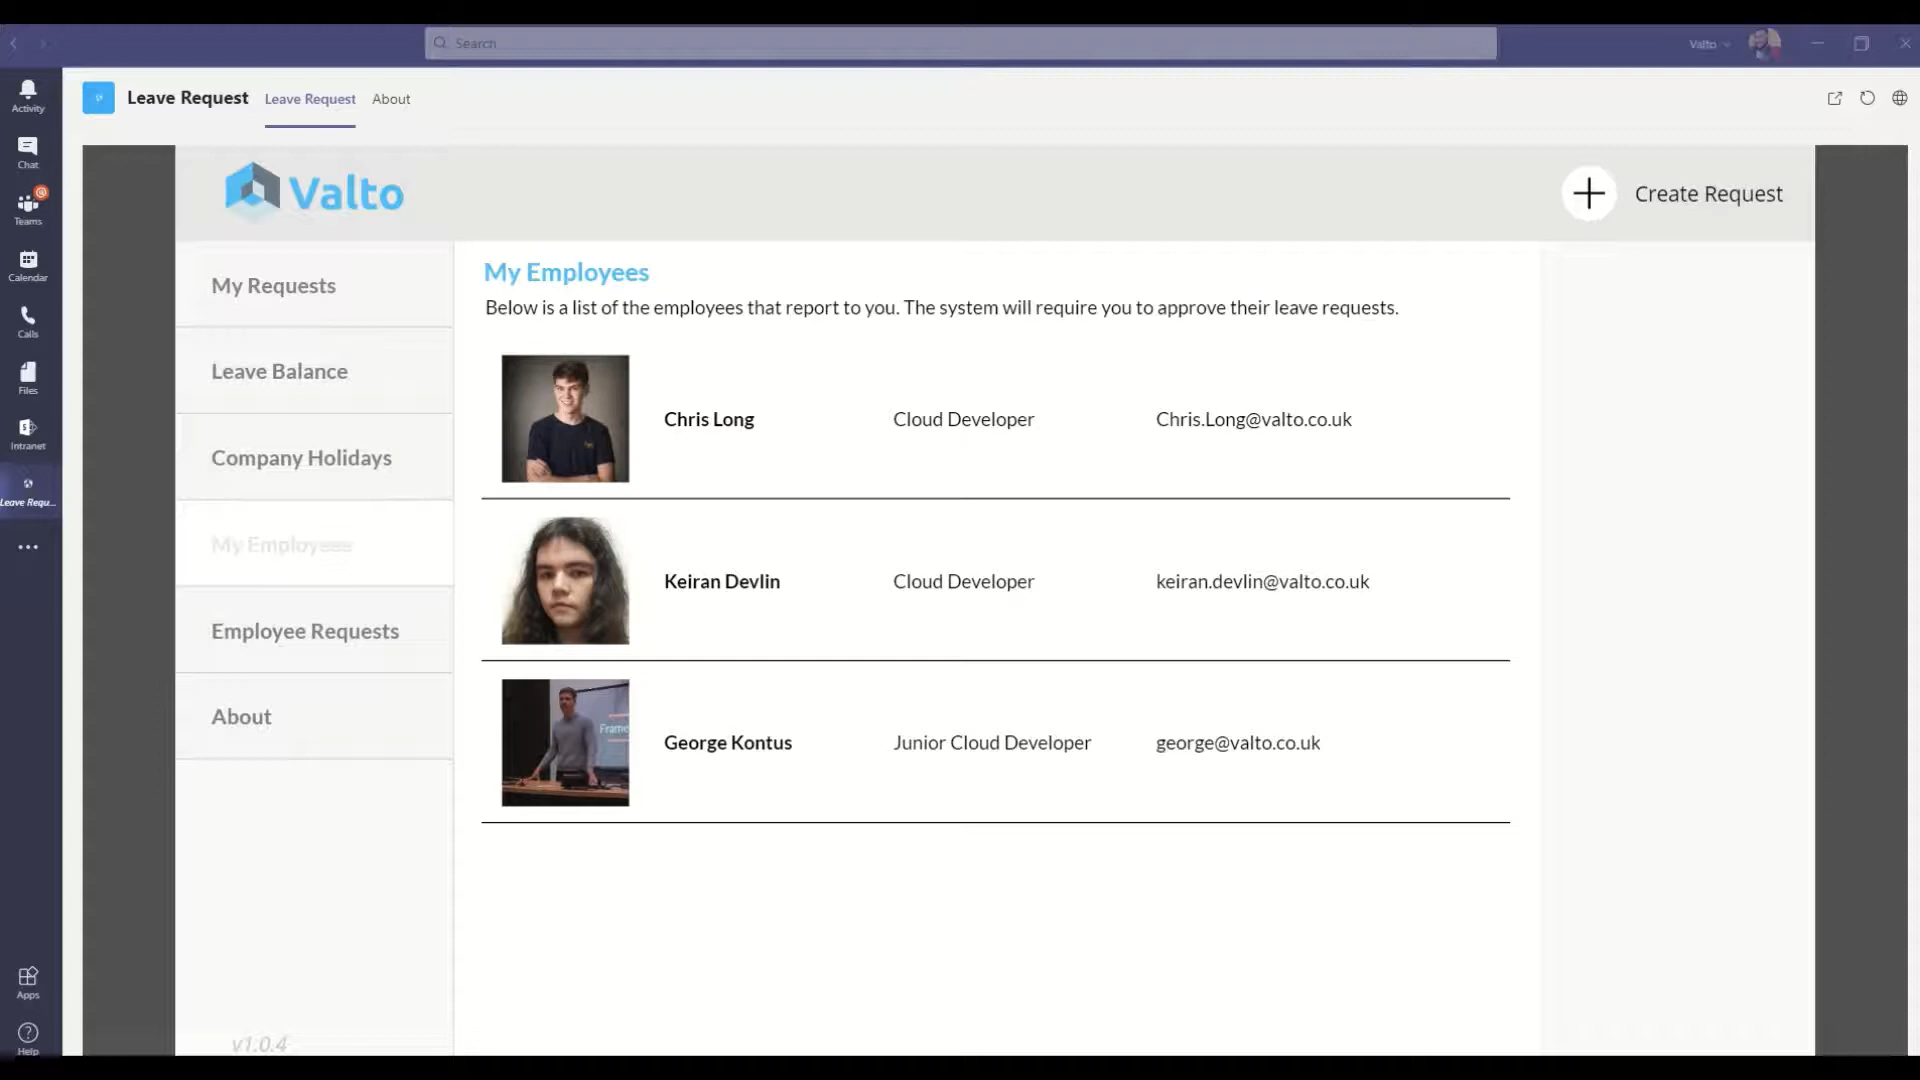 Search
Valto
Activity
Chat
Teams
Calendar
Calls
Files
Intranet
Leave Requ...
Apps
Help
Leave Request
Leave Request
About
Valto
Create Request
My Requests
Leave Balance
Company Holidays
My Employees
Employee Requests
About
v1.0.4
My Employees
Below is a list of the employees that report to you. The system will require you to approve their leave requests.
Chris Long Cloud Developer Chris.Long@valto.co.uk
Keiran Devlin Cloud Developer keiran.devlin@valto.co.uk
Frame
George Kontus Junior Cloud Developer george@valto.co.uk